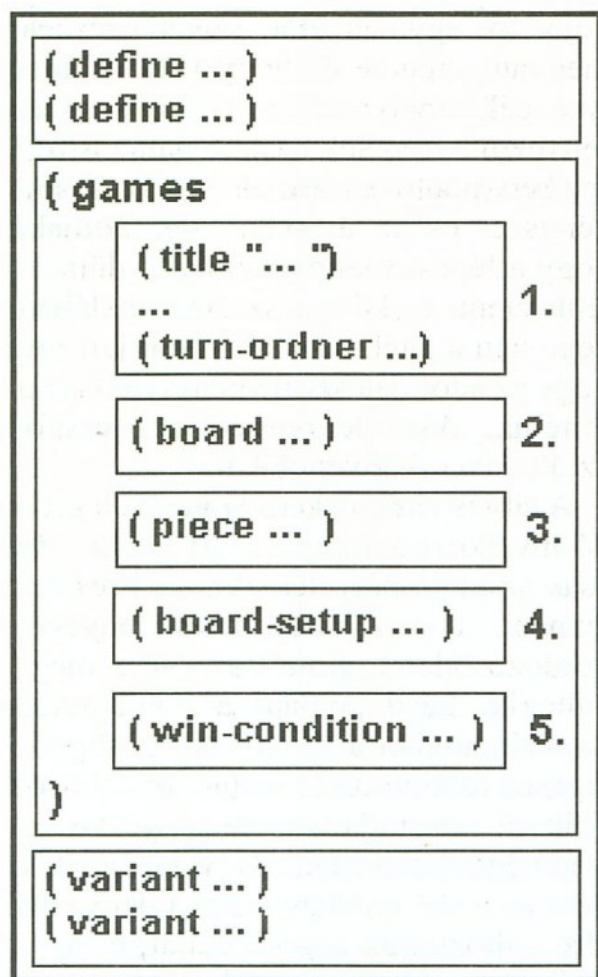 ( define ... )
( define ... )
( games
( title "... ")
...
(turn-ordner ...)
1.
( board ... )
2.
( piece ... )
3.
( board-setup ... )
4.
( win-condition ... )
5.
)
( variant ... )
( variant ... )